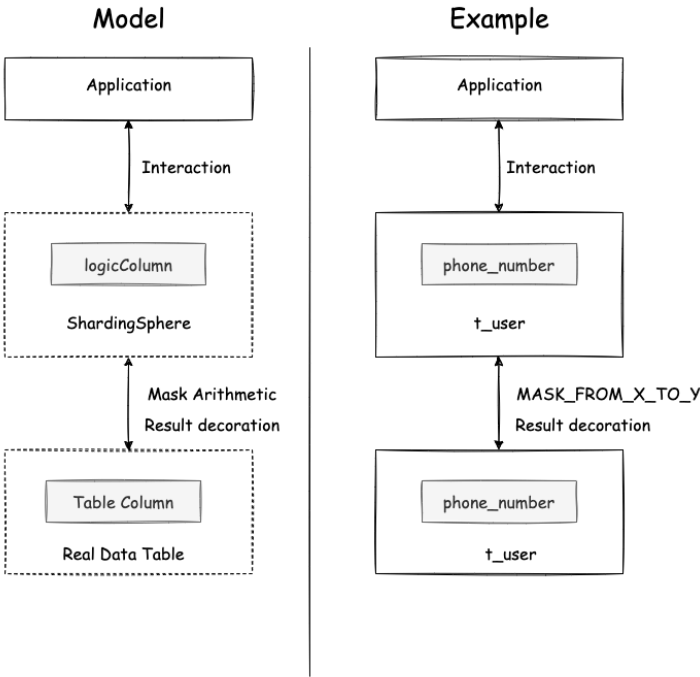 Model
Application
Interaction
logicColumn
ShardingSphere
Mask Arithmetic
Result decoration
Table Column
Real Data Table
Example
Application
Interaction
phone_number
t_user
MASK_FROM_X_TO_Y
Result decoration
phone_number
t_user